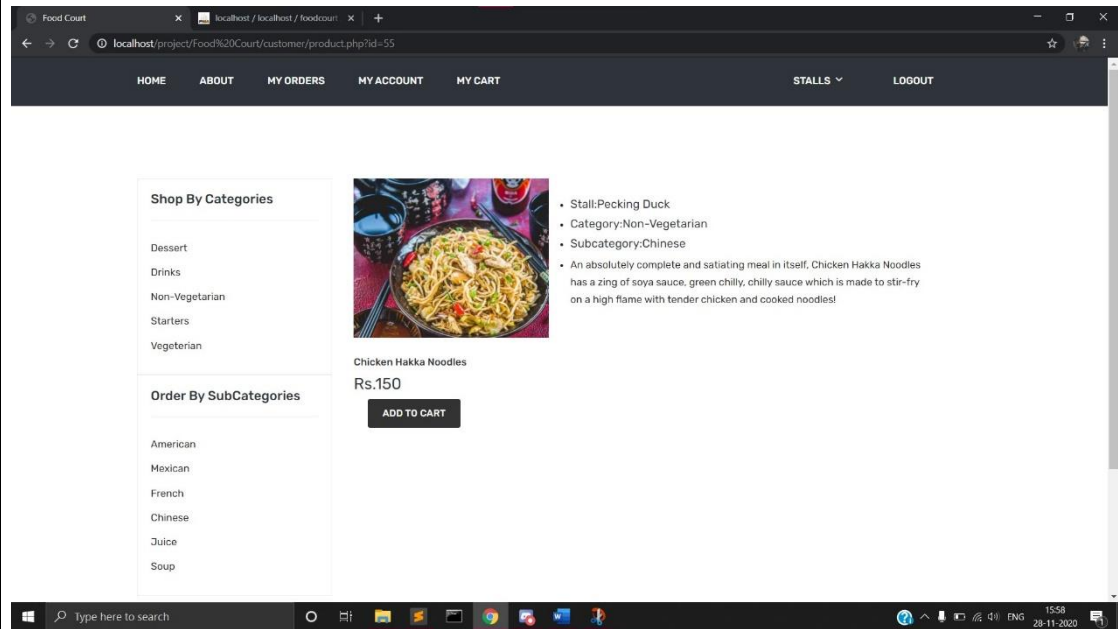 Food Court
localhost / localhost / foodcourt
localhost/project/Food%20Court/customer/product.php?id=55
HOME ABOUT MY ORDERS MY ACCOUNT MY CART STALLS LOGOUT
Shop By Categories
Dessert
Drinks
Non-Vegetarian
Starters
Vegeterian
Order By SubCategories
American
Mexican
French
Chinese
Juice
Soup
Chicken Hakka Noodles
Rs.150
ADD TO CART
Stall:Pecking Duck
Category:Non-Vegetarian
Subcategory:Chinese
An absolutely complete and satiating meal in itself, Chicken Hakka Noodles
has a zing of soya sauce, green chilly, chilly sauce which is made to stir-fry
on a high flame with tender chicken and cooked noodles!
Type here to search
ENG
15:58
28-11-2020